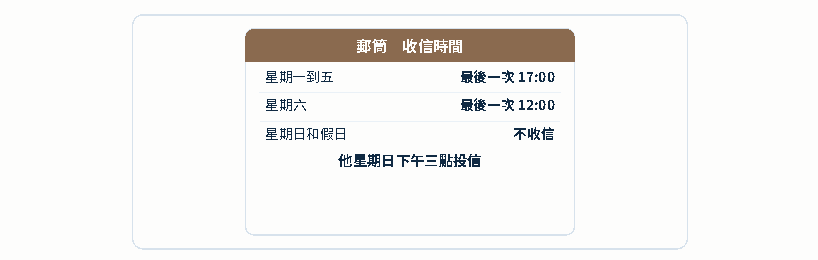 郵筒　收信時間
星期一到五　最後一次 17:00
星期六　最後一次 12:00
星期日和假日　不收信
他星期日下午三點投信